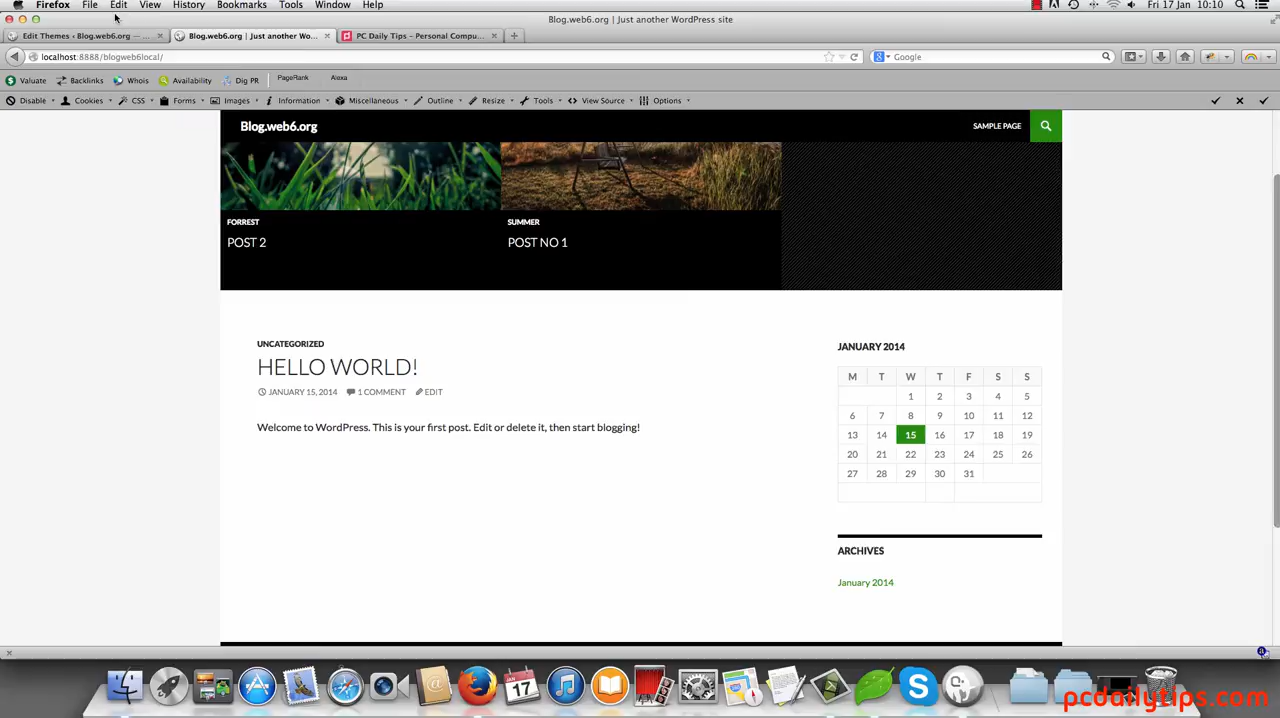 Firefox File Edit View History Bookmarks Tools Window Help Fri 17 Jan 10:10
Blog.web6.org | Just another WordPress site
Edit Themes ‹ Blog.web6.org — ... Blog.web6.org | Just another Wo... PC Daily Tips – Personal Compu...
localhost:8888/blogweb6local/ Google
Valuate Backlinks Whois Availability Dig PR PageRank Alexa
Disable Cookies CSS Forms Images Information Miscellaneous Outline Resize Tools View Source Options
Blog.web6.org SAMPLE PAGE
FORREST SUMMER
POST 2 POST NO 1
UNCATEGORIZED
HELLO WORLD!
JANUARY 15, 2014 1 COMMENT EDIT
Welcome to WordPress. This is your first post. Edit or delete it, then start blogging!
JANUARY 2014
M T W T F S S
1 2 3 4 5
6 7 8 9 10 11 12
13 14 15 16 17 18 19
20 21 22 23 24 25 26
27 28 29 30 31
ARCHIVES
January 2014
17
pcdailytips.com